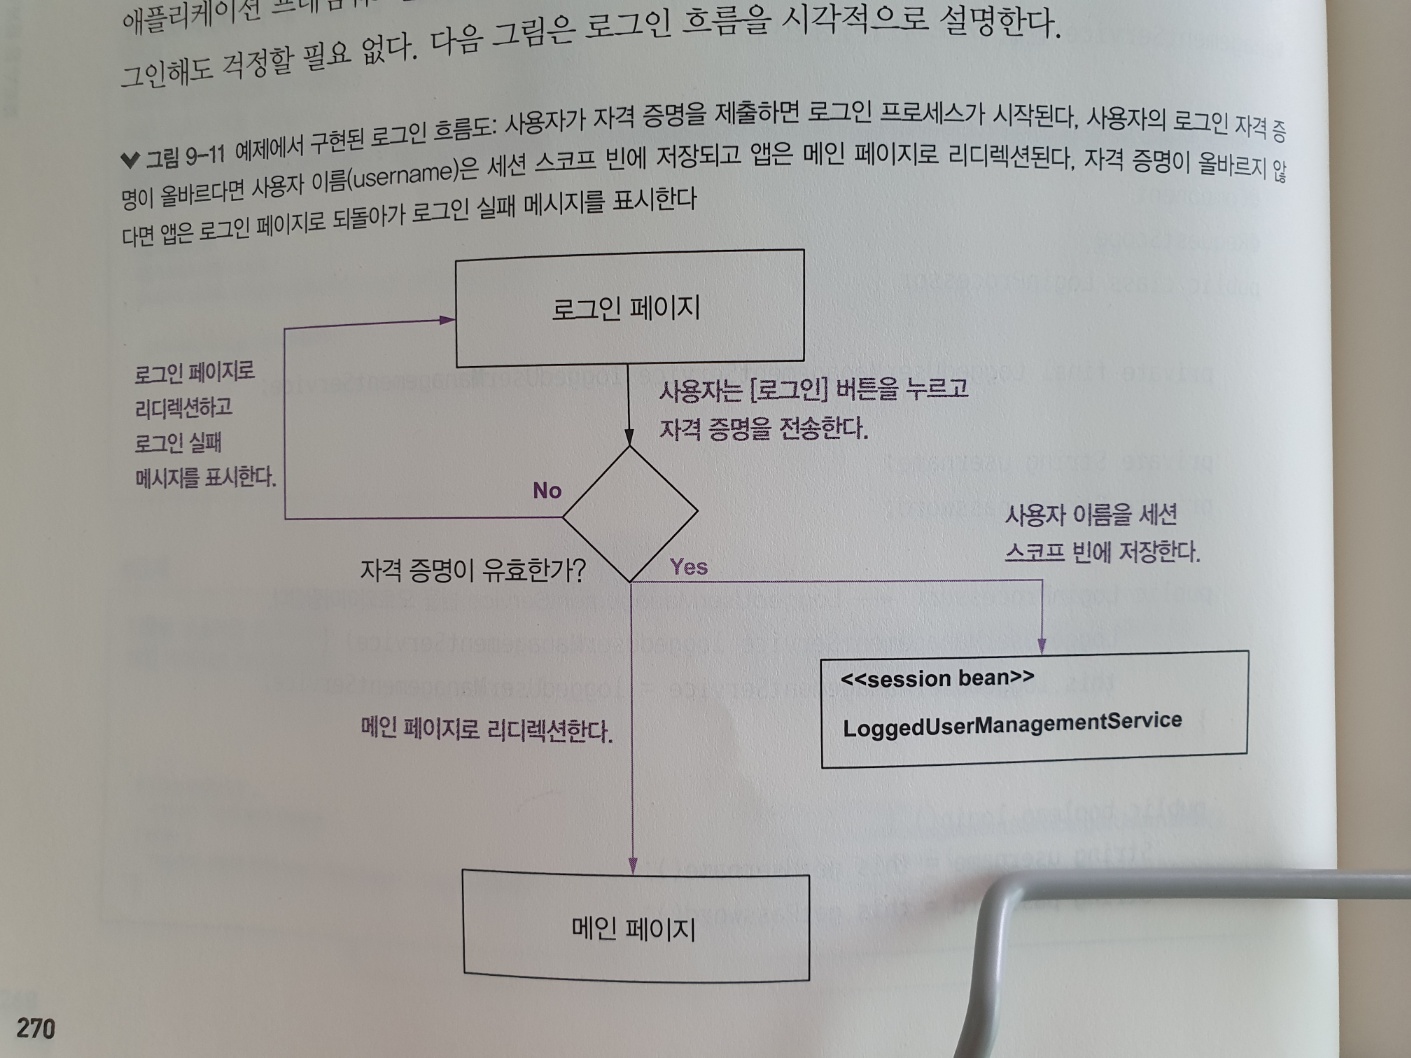 애플리케이션
그인해도 걱정할 필요 없다. 다음 그림은 로그인 흐름을 시각적으로 설명한다.
그림 9-11 예제에서 구현된 로그인 흐름도: 사용자가 자격 증명을 제출하면 로그인 프로세스가 시작된다, 사용자의 로그인 자격 증
명이 올바르다면 사용자 이름(username)은 세션 스코프 빈에 저장되고 앱은 메인 페이지로 리디렉션된다, 자격 증명이 올바르지 않
다면 앱은 로그인 페이지로 되돌아가 로그인 실패 메시지를 표시한다
로그인 페이지
로그인 페이지로
리디렉션하고
로그인 실패
메시지를 표시한다.
사용자는 [로그인] 버튼을 누르고
자격 증명을 전송한다.
No
사용자 이름을 세션
스코프 빈에 저장한다.
자격 증명이 유효한가?
Yes
<<session bean>>
LoggedUserManagementService
메인 페이지로 리디렉션한다.
메인 페이지
270